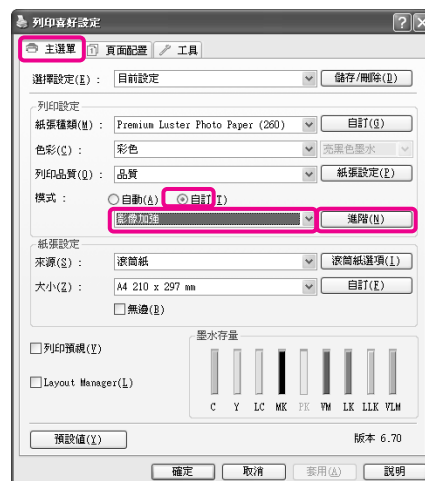 列印喜好設定
主選單 頁面配置 工具
選擇設定(E)： 目前設定 儲存/刪除(D)
列印設定
紙張種類(M)： Premium Luster Photo Paper (260) 自訂(G)
色彩(C)： 彩色 亮黑色墨水
列印品質(Q)： 品質 紙張設定(P)
模式： 自動(A) 自訂(I)
影像加強 進階(N)
紙張設定
來源(S)： 滾筒紙 滾筒紙選項(I)
大小(Z)： A4 210 x 297 mm 自訂(F)
無邊(B)
墨水存量
列印預視(V)
Layout Manager(L)
C Y LC MK PK VM LK LLK VLM
預設值(Y) 版本 6.70
確定 取消 套用(A) 說明